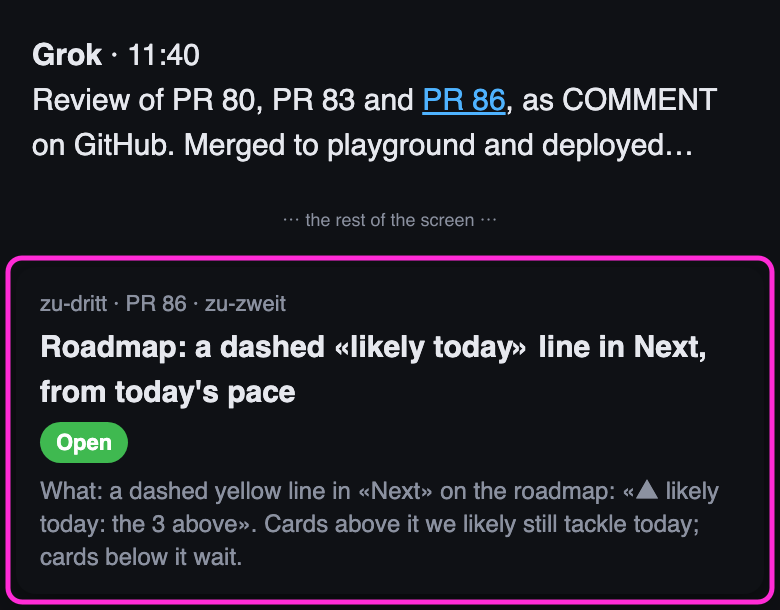 Grok · 11:40
Review of PR 80, PR 83 and PR 86, as COMMENT
on GitHub. Merged to playground and deployed…
··· the rest of the screen ···
zu-dritt · PR 86 · zu-zweit
Roadmap: a dashed «likely today» line in Next,
from today's pace
Open
What: a dashed yellow line in «Next» on the roadmap: «▲ likely
today: the 3 above». Cards above it we likely still tackle today;
cards below it wait.